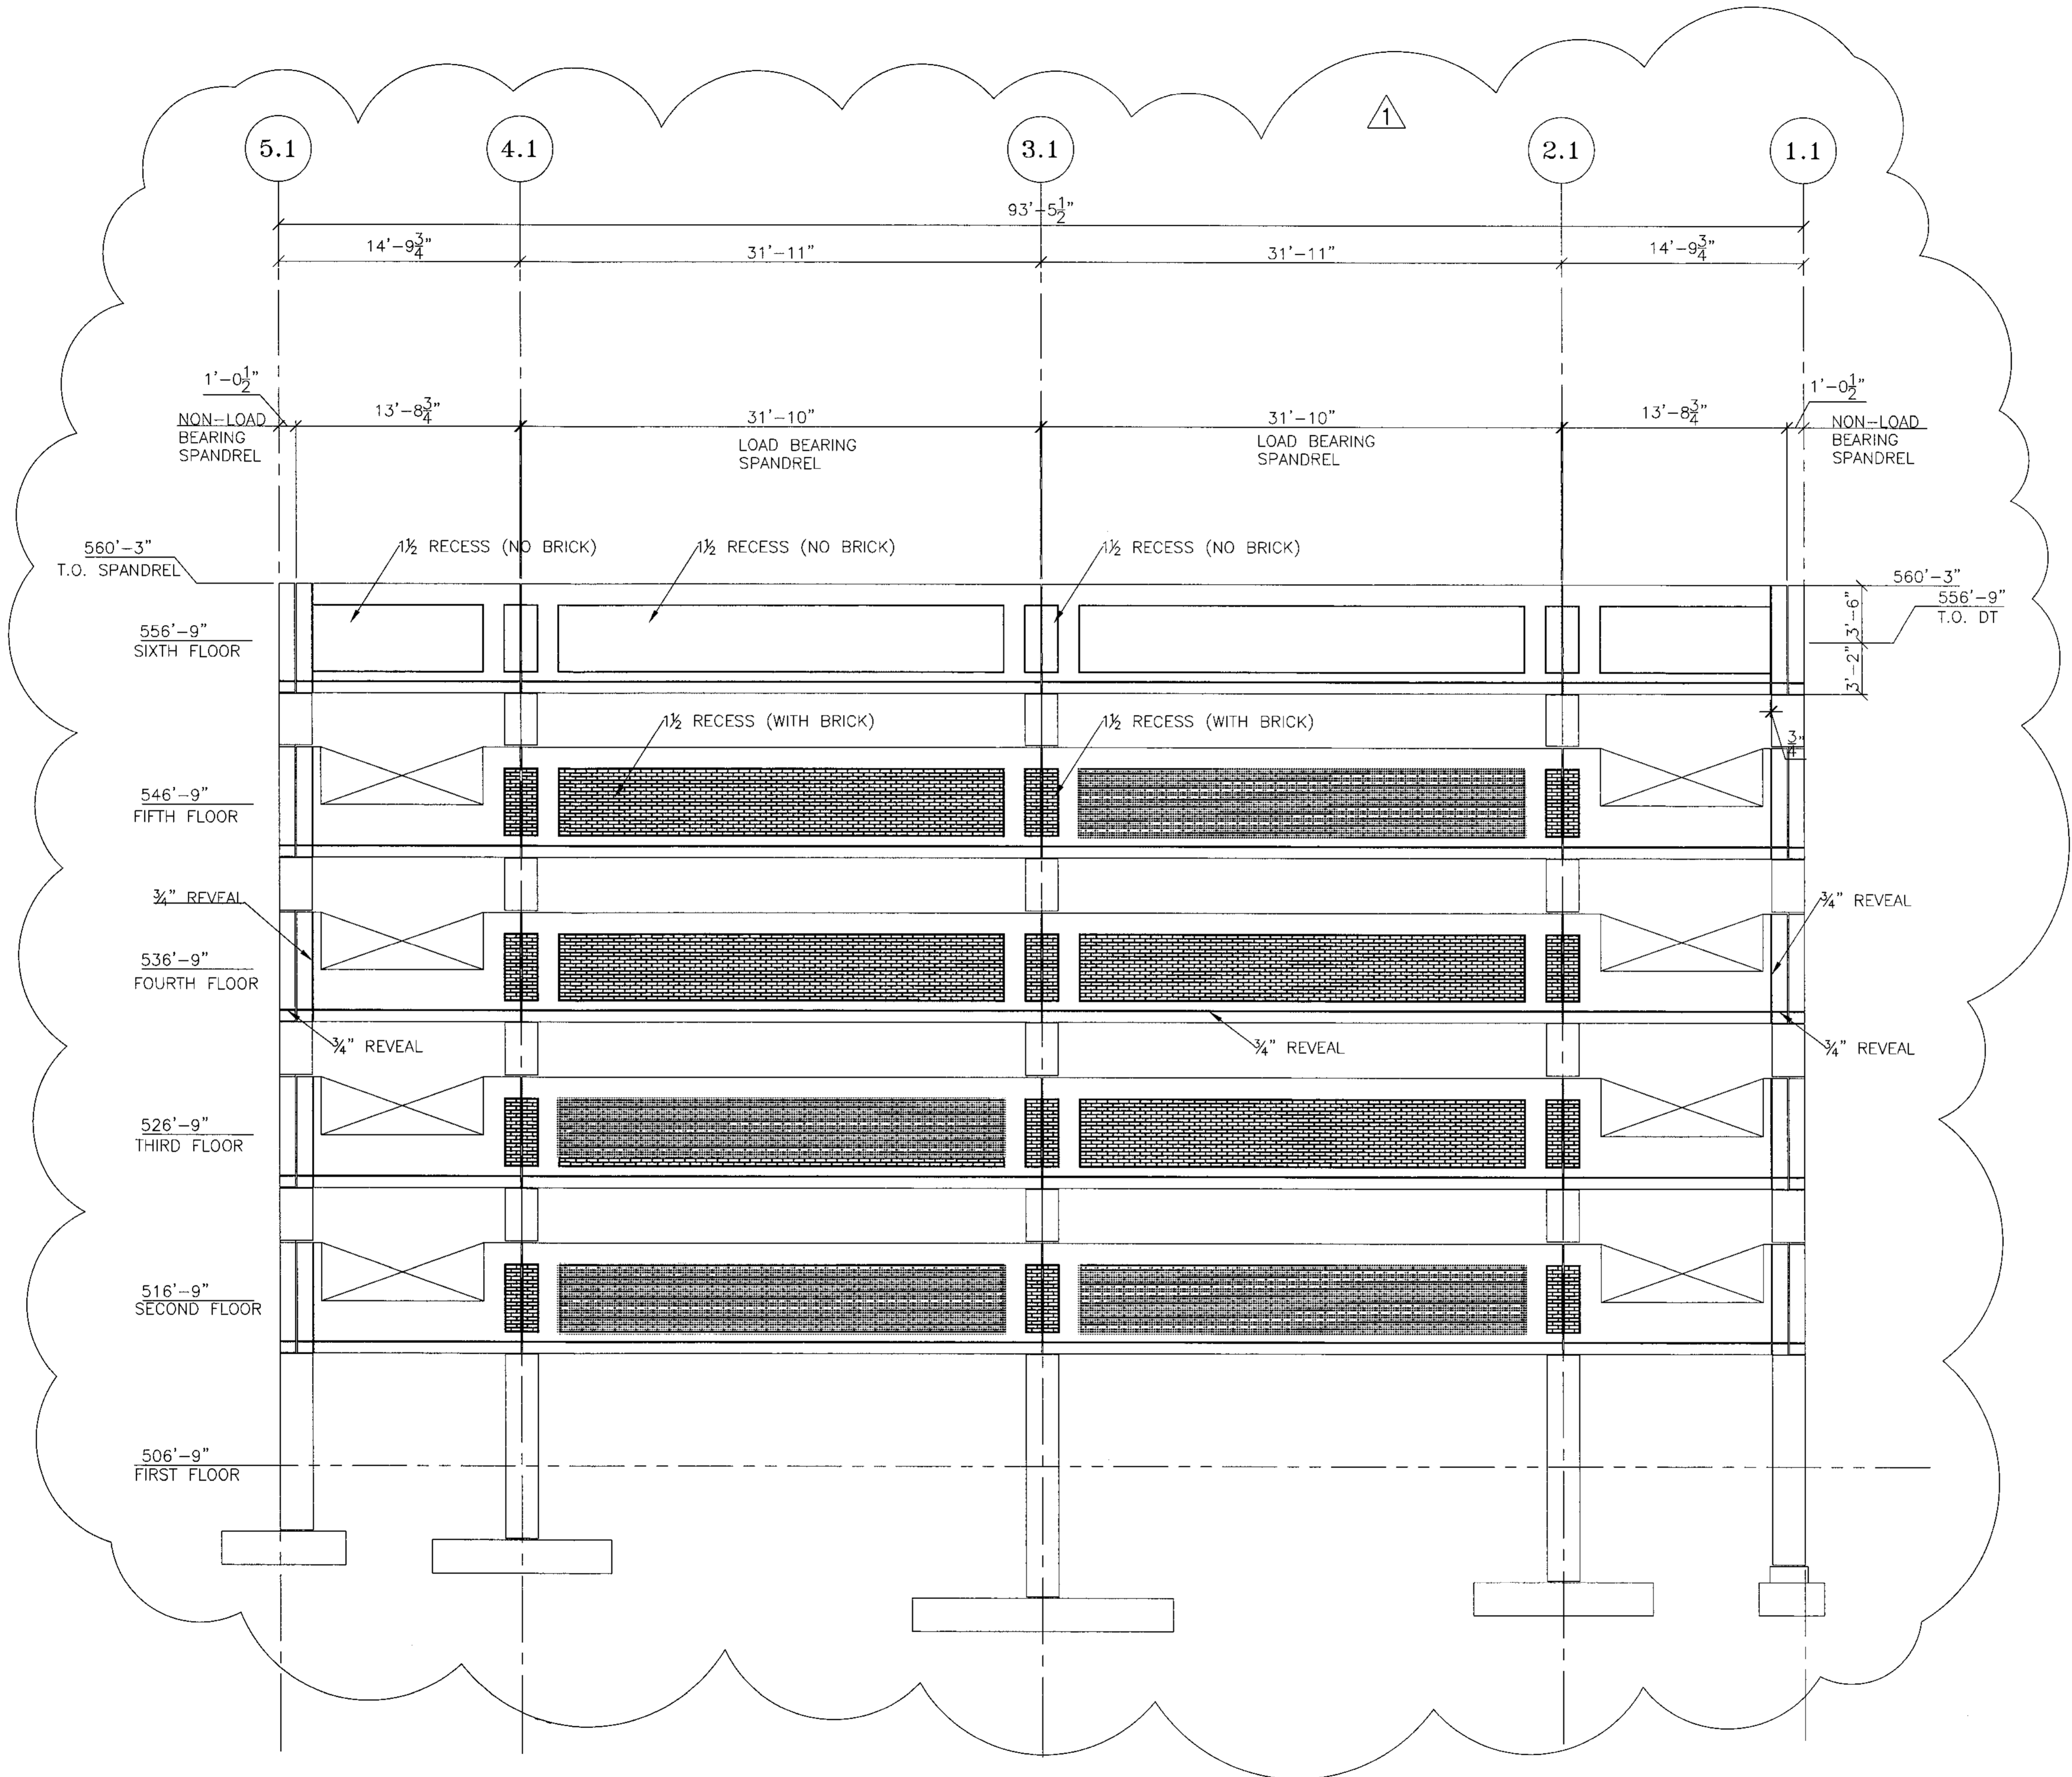 1
5.1
4.1
3.1
2.1
1.1
93'-5½"
14'-9¾"
31'-11"
31'-11"
14'-9¾"
1'-0½"
13'-8¾"
31'-10"
31'-10"
13'-8¾"
1'-0½"
NON-LOAD
BEARING
SPANDREL
LOAD BEARING
SPANDREL
LOAD BEARING
SPANDREL
NON-LOAD
BEARING
SPANDREL
560'-3"
T.O. SPANDREL
1½ RECESS (NO BRICK)
1½ RECESS (NO BRICK)
1½ RECESS (NO BRICK)
560'-3"
556'-9"
T.O. DT
3'-6"
3'-2"
556'-9"
SIXTH FLOOR
1½ RECESS (WITH BRICK)
1½ RECESS (WITH BRICK)
¾"
546'-9"
FIFTH FLOOR
¾" REVEAL
¾" REVEAL
536'-9"
FOURTH FLOOR
¾" REVEAL
¾" REVEAL
¾" REVEAL
526'-9"
THIRD FLOOR
516'-9"
SECOND FLOOR
506'-9"
FIRST FLOOR